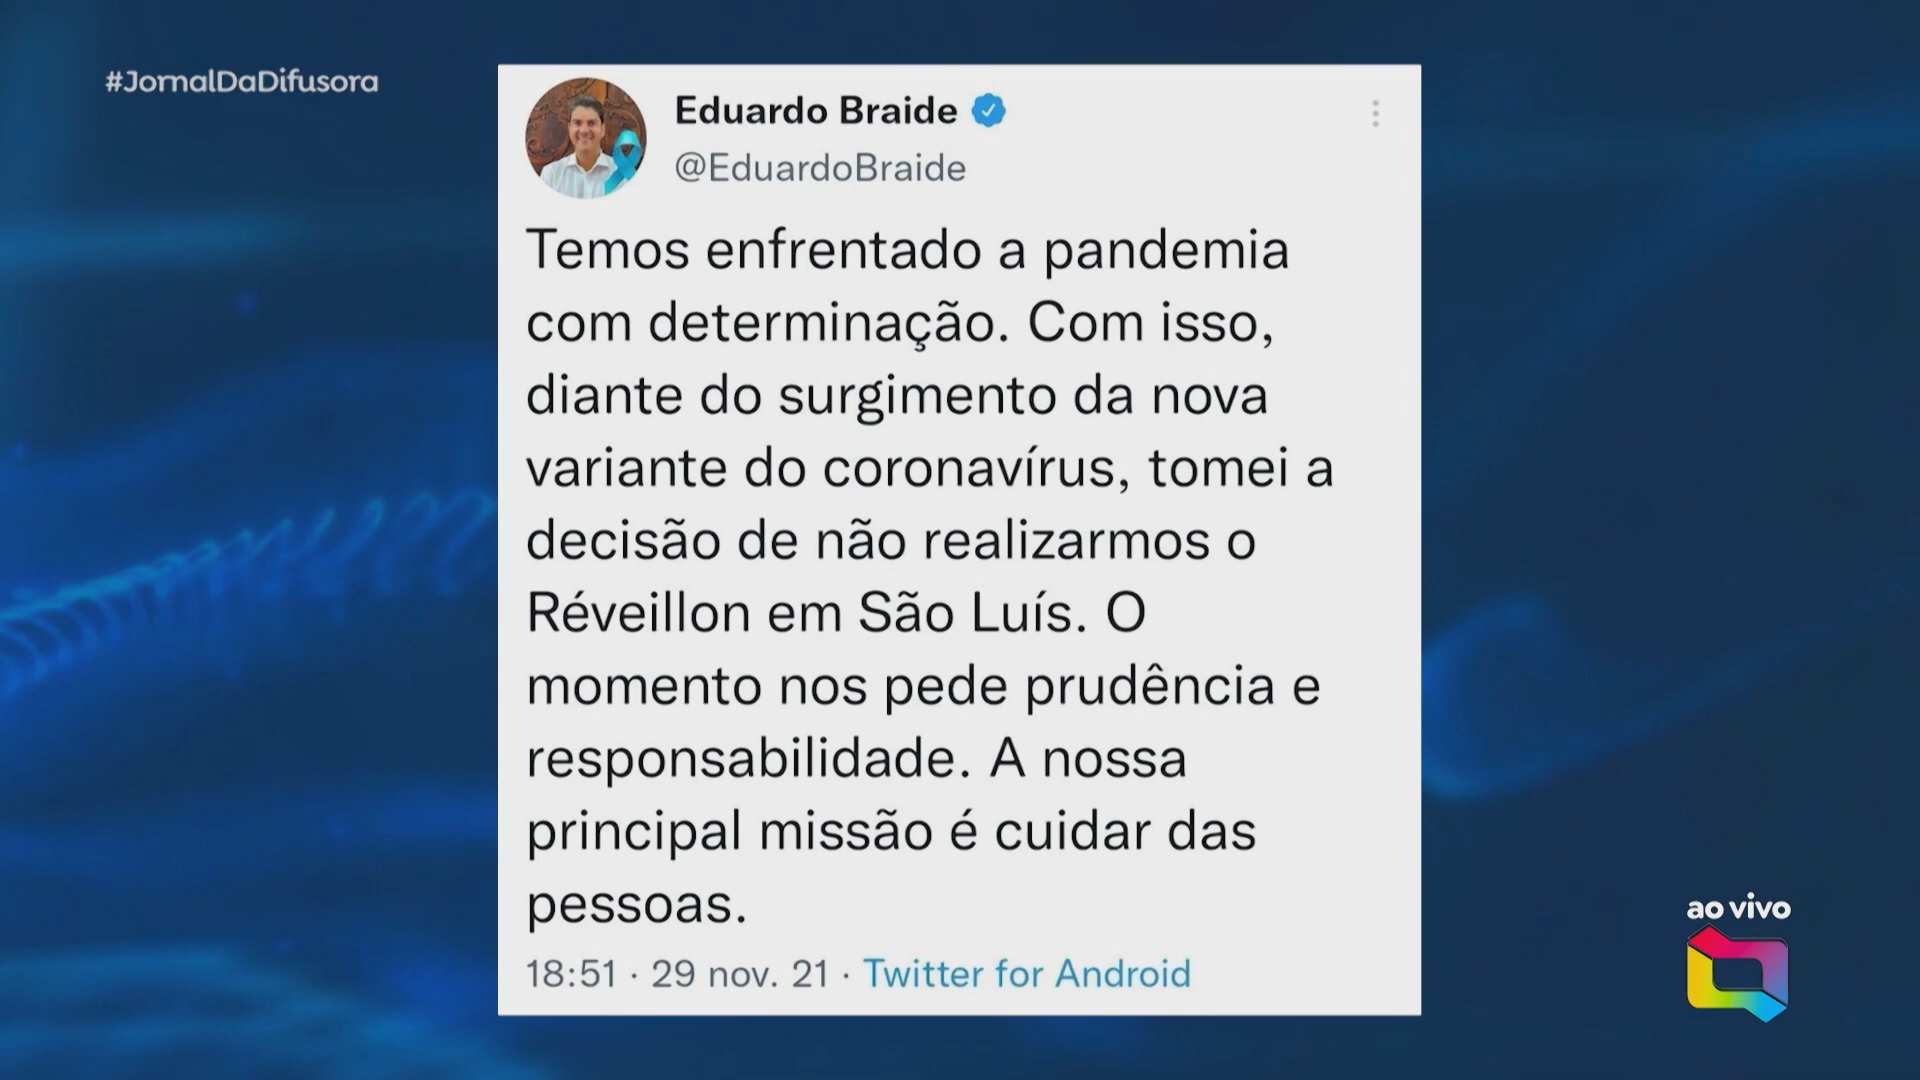 #JornalDaDifusora
Eduardo Braide
@EduardoBraide
Temos enfrentado a pandemia
com determinação. Com isso,
diante do surgimento da nova
variante do coronavírus, tomei a
decisão de não realizarmos o
Réveillon em São Luís. O
momento nos pede prudência e
responsabilidade. A nossa
principal missão é cuidar das
pessoas.
18:51 · 29 nov. 21 · Twitter for Android
ao vivo